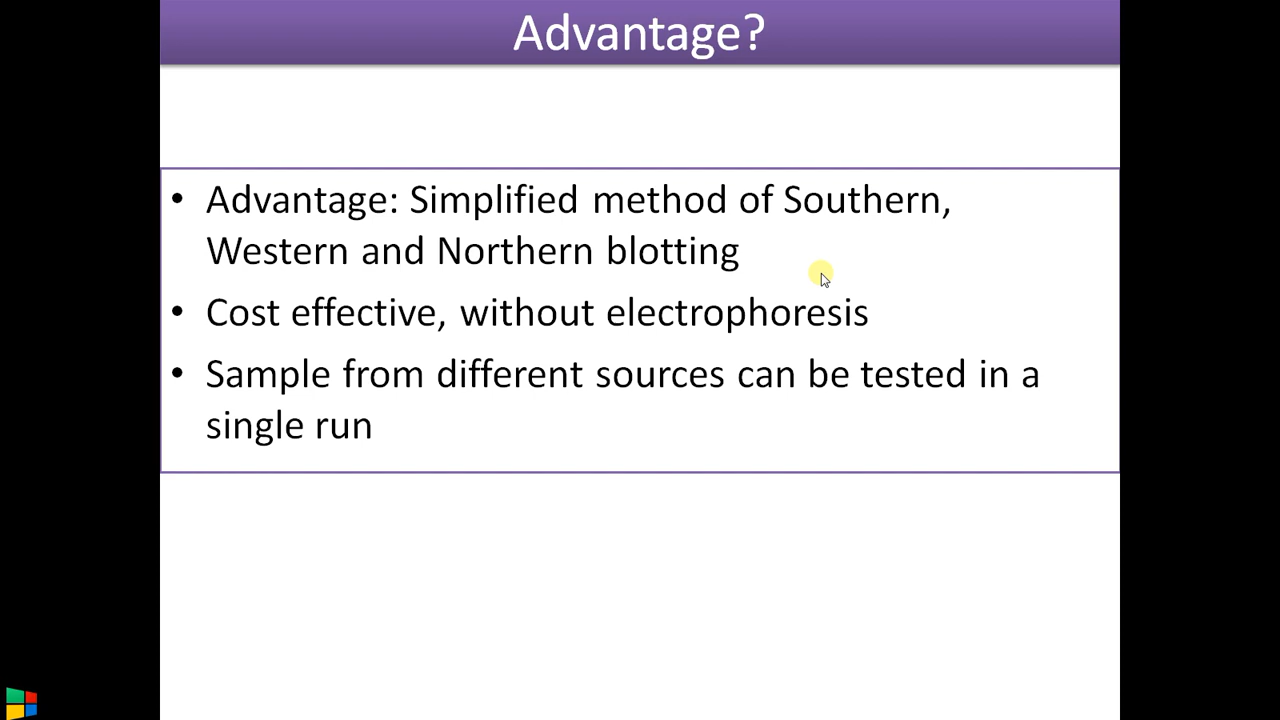 Advantage?
• Advantage: Simplified method of Southern,
Western and Northern blotting
• Cost effective, without electrophoresis
• Sample from different sources can be tested in a
single run